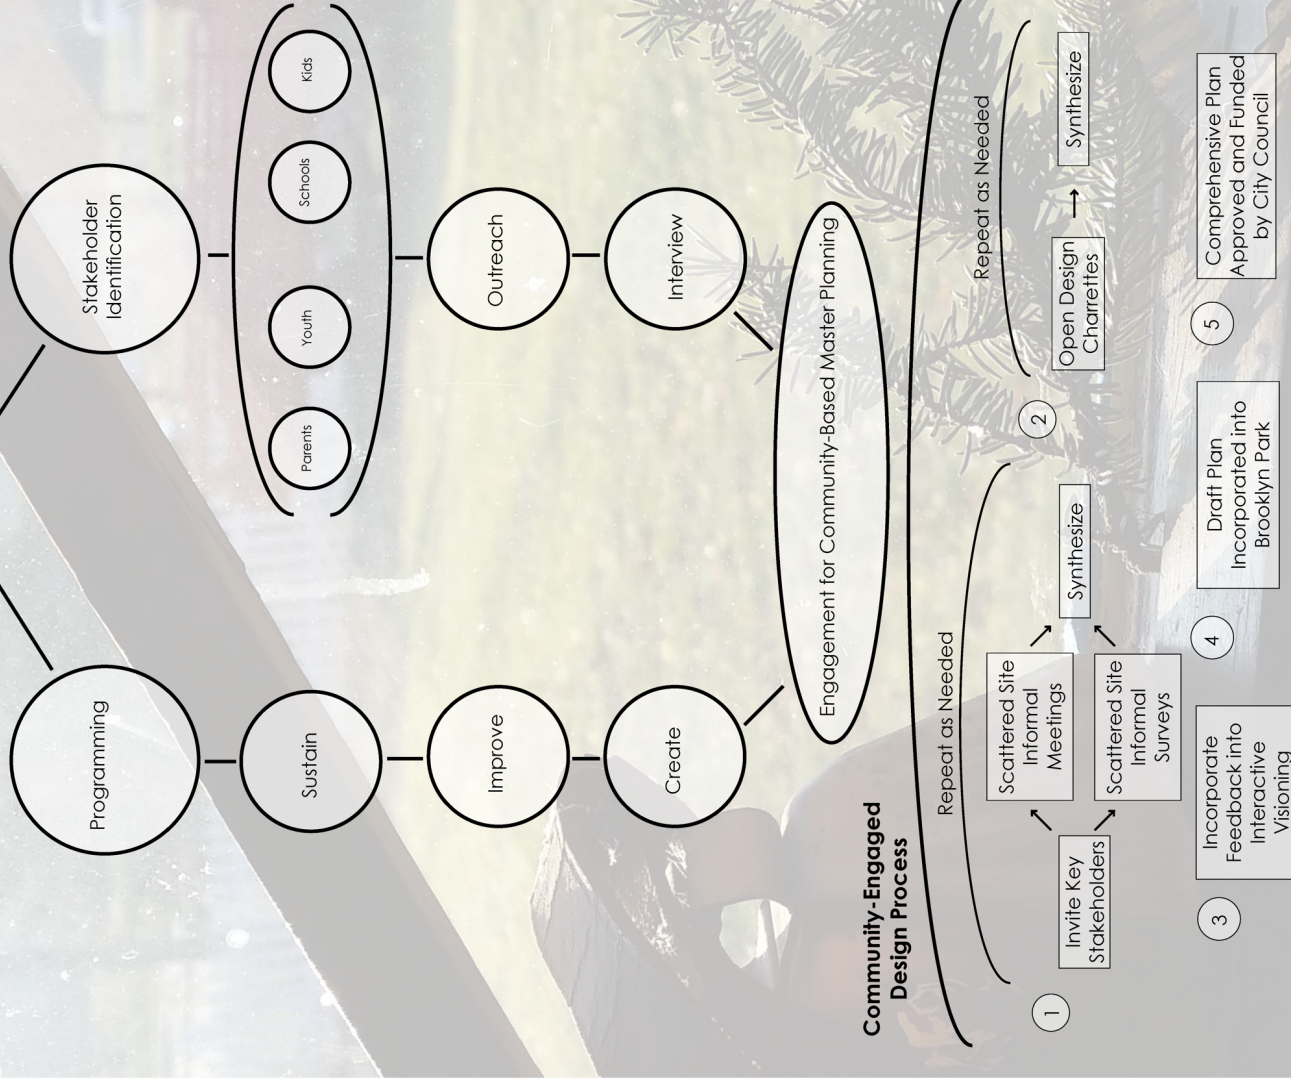 Programming
Stakeholder
Identification
Sustain
Parents
Youth
Schools
Kids
Improve
Outreach
Create
Interview
Engagement for Community-Based Master Planning
Community-Engaged
Design Process
Repeat as Needed
1
Invite Key
Stakeholders
Scattered Site
Informal
Meetings
Scattered Site
Informal
Surveys
Synthesize
Repeat as Needed
2
Open Design
Charrettes
Synthesize
3
Incorporate
Feedback into
Interactive
Visioning
4
Draft Plan
Incorporated into
Brooklyn Park
5
Comprehensive Plan
Approved and Funded
by City Council